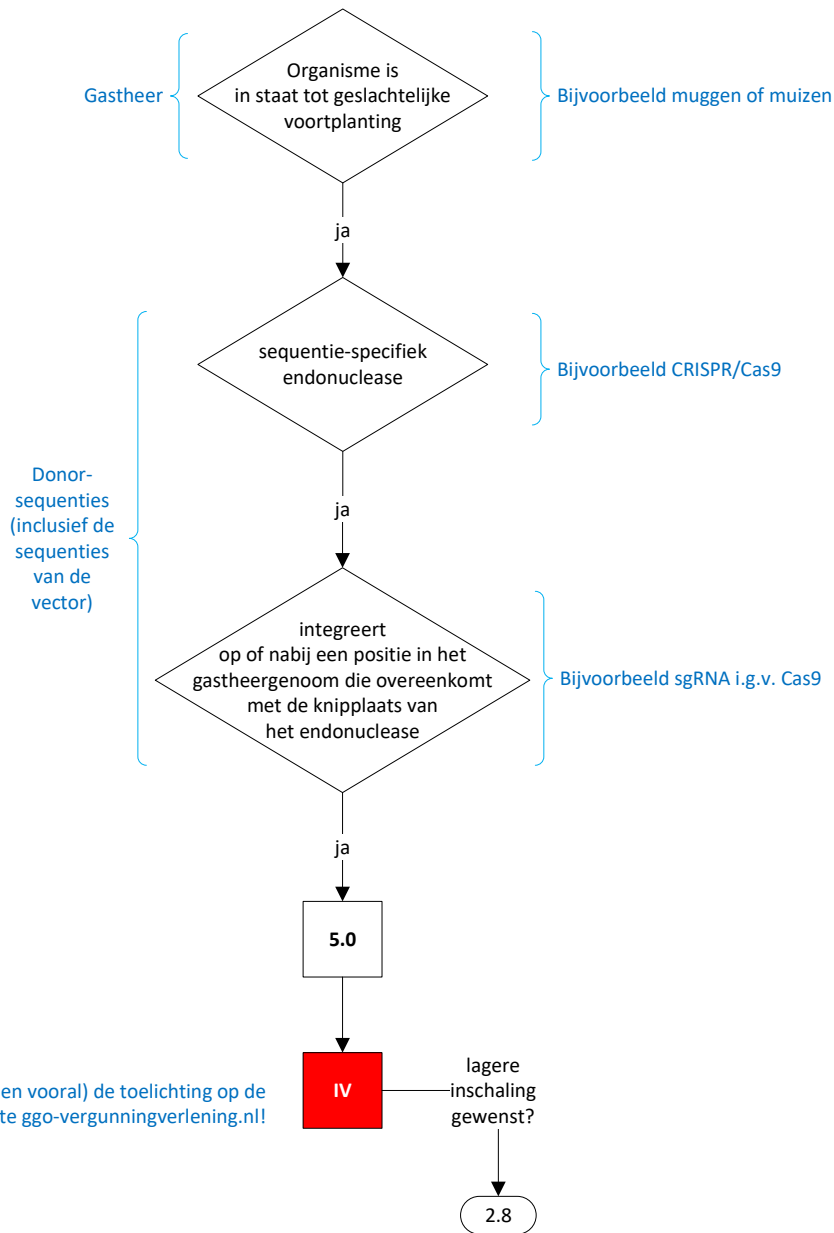 Organisme is
in staat tot geslachtelijke
voortplanting
Gastheer
Bijvoorbeeld muggen of muizen
ja
sequentie-specifiek
endonuclease
Bijvoorbeeld CRISPR/Cas9
Donor-
sequenties
(inclusief de
sequenties
van de
vector)
ja
integreert
op of nabij een positie in het
gastheergenoom die overeenkomt
met de knipplaats van
het endonuclease
Bijvoorbeeld sgRNA i.g.v. Cas9
ja
5.0
en vooral) de toelichting op de
te ggo-vergunningverlening.nl!
IV
lagere
inschaling
gewenst?
2.8